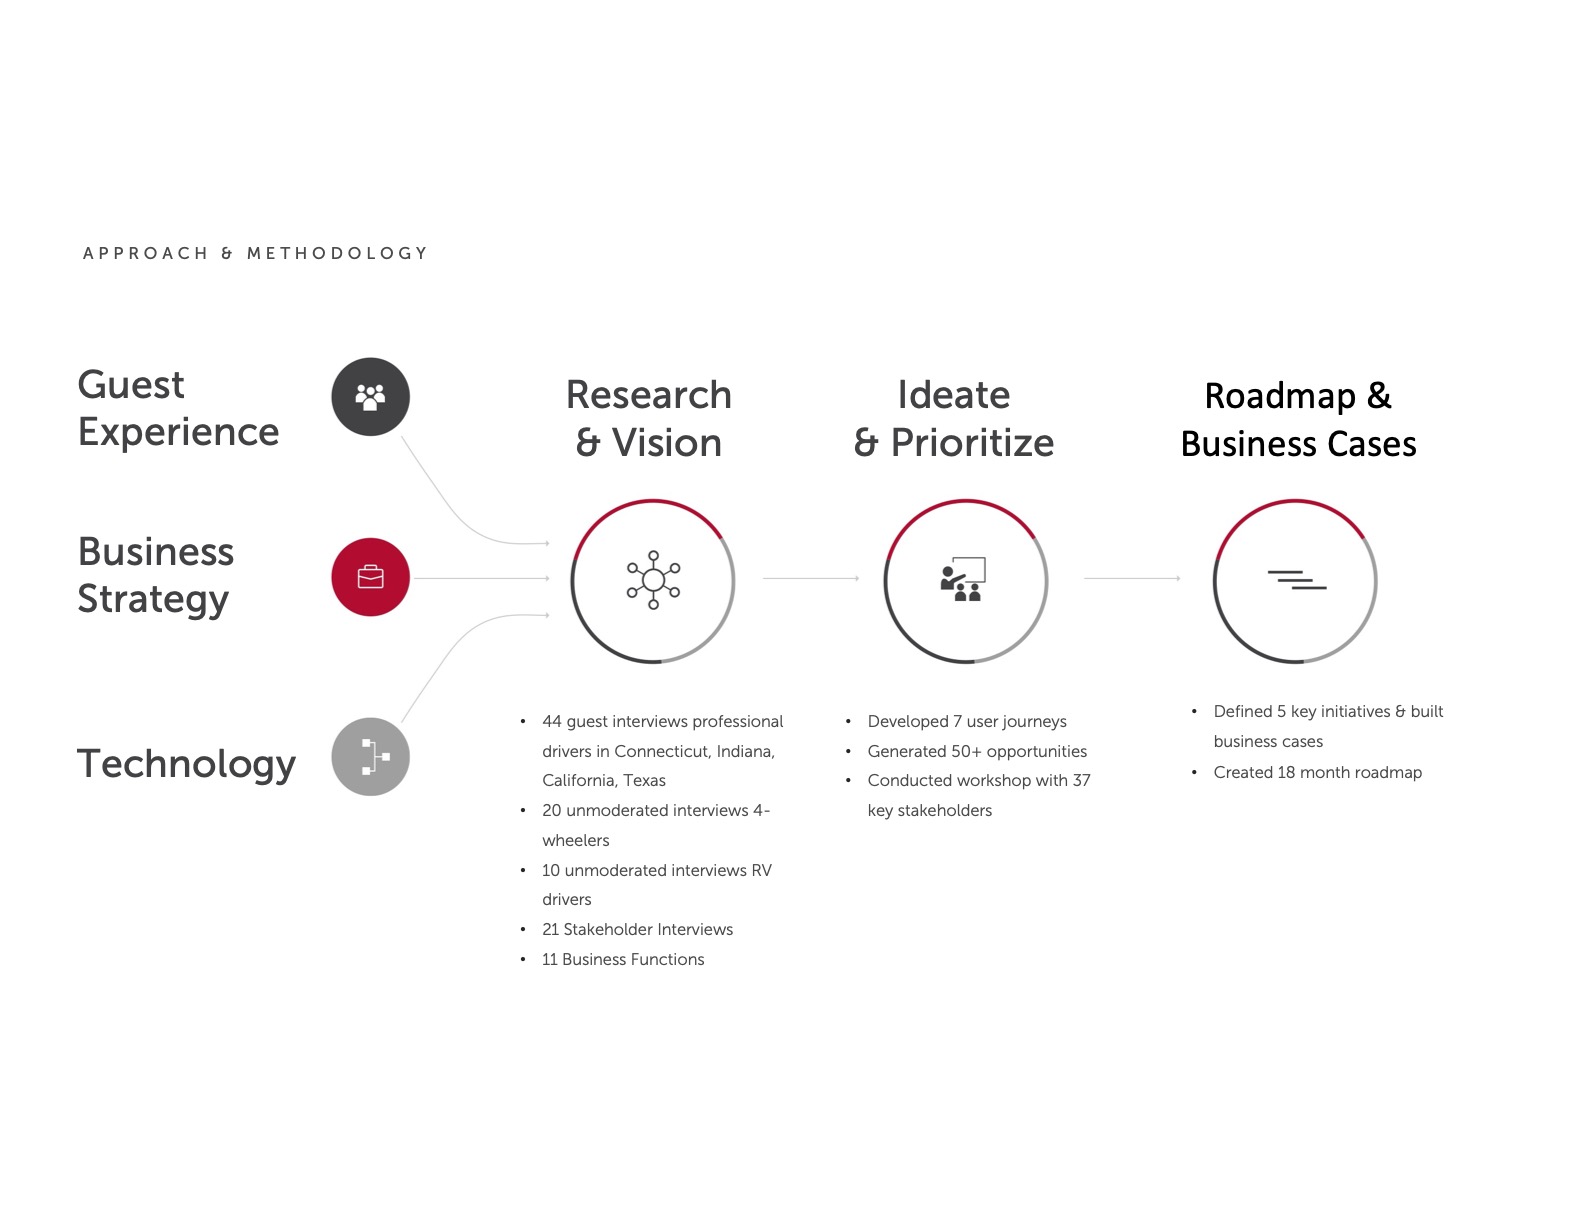 APPROACH & METHODOLOGY
Guest
Experience
Business
Strategy
Technology
Research
& Vision
• 44 guest interviews professional
drivers in Connecticut, Indiana,
California, Texas
• 20 unmoderated interviews 4-
wheelers
• 10 unmoderated interviews RV
drivers
• 21 Stakeholder Interviews
• 11 Business Functions
Ideate
& Prioritize
• Developed 7 user journeys
• Generated 50+ opportunities
• Conducted workshop with 37
key stakeholders
Roadmap &
Business Cases
• Defined 5 key initiatives & built
business cases
• Created 18 month roadmap